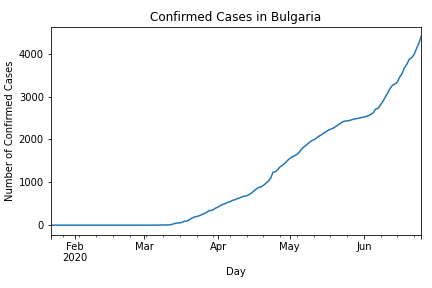 Confirmed Cases in Bulgaria
Number of Confirmed Cases
4000
3000
2000
1000
0
Feb
2020
Mar
Apr
May
Jun
Day